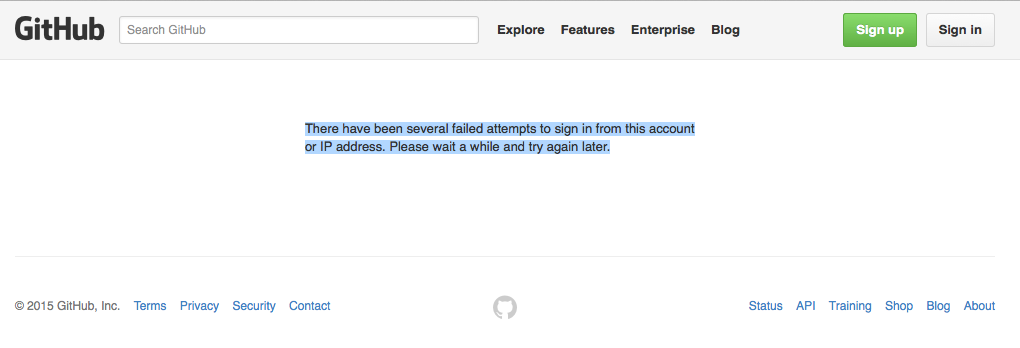 GitHub Search GitHub Explore Features Enterprise Blog Sign up Sign in
There have been several failed attempts to sign in from this account
or IP address. Please wait a while and try again later.
© 2015 GitHub, Inc. Terms Privacy Security Contact Status API Training Shop Blog About